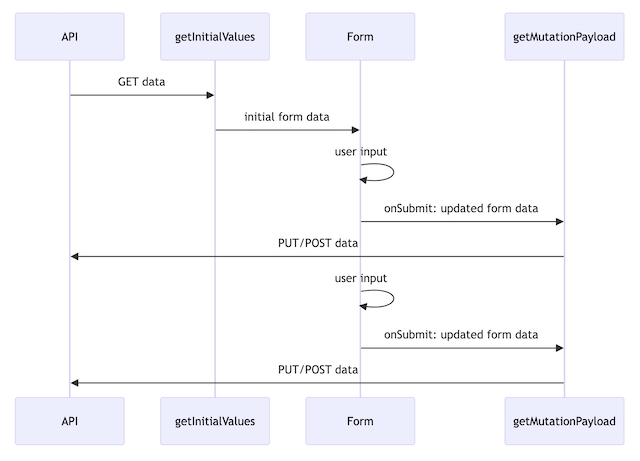 API
getInitialValues
Form
getMutationPayload
GET data
initial form data
user input
onSubmit: updated form data
PUT/POST data
user input
onSubmit: updated form data
PUT/POST data
API
getInitialValues
Form
getMutationPayload